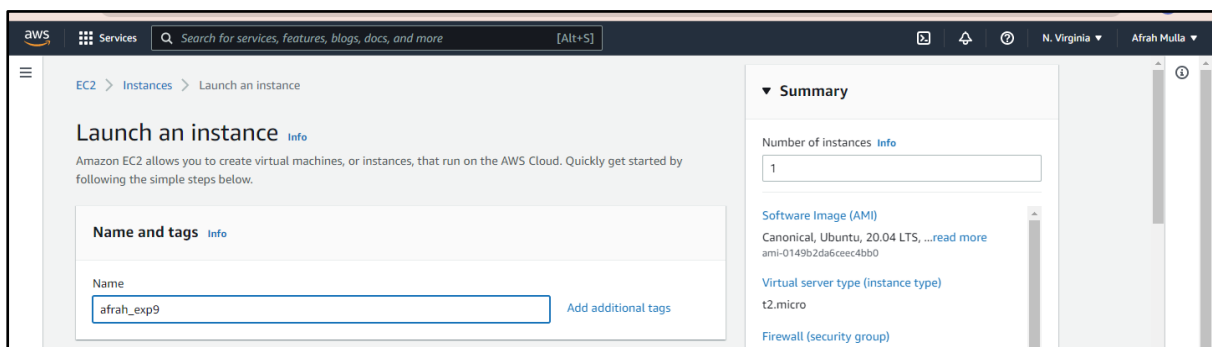 aws
Services
Search for services, features, blogs, docs, and more
[Alt+S]
N. Virginia ▼
Afrah Mulla ▼
EC2 > Instances > Launch an instance
Launch an instance Info
Amazon EC2 allows you to create virtual machines, or instances, that run on the AWS Cloud. Quickly get started by
following the simple steps below.
Name and tags Info
Name
afrah_exp9
Add additional tags
▼ Summary
Number of instances Info
1
Software Image (AMI)
Canonical, Ubuntu, 20.04 LTS, ...read more
ami-0149b2da6ceec4bb0
Virtual server type (instance type)
t2.micro
Firewall (security group)